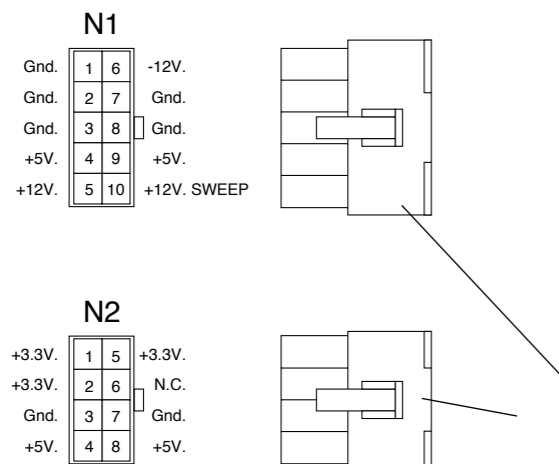 N1
Gnd. 1 6 -12V.
Gnd. 2 7 Gnd.
Gnd. 3 8 Gnd.
+5V. 4 9 +5V.
+12V. 5 10 +12V. SWEEP
N2
+3.3V. 1 5 +3.3V.
+3.3V. 2 6 N.C.
Gnd. 3 7 Gnd.
+5V. 4 8 +5V.